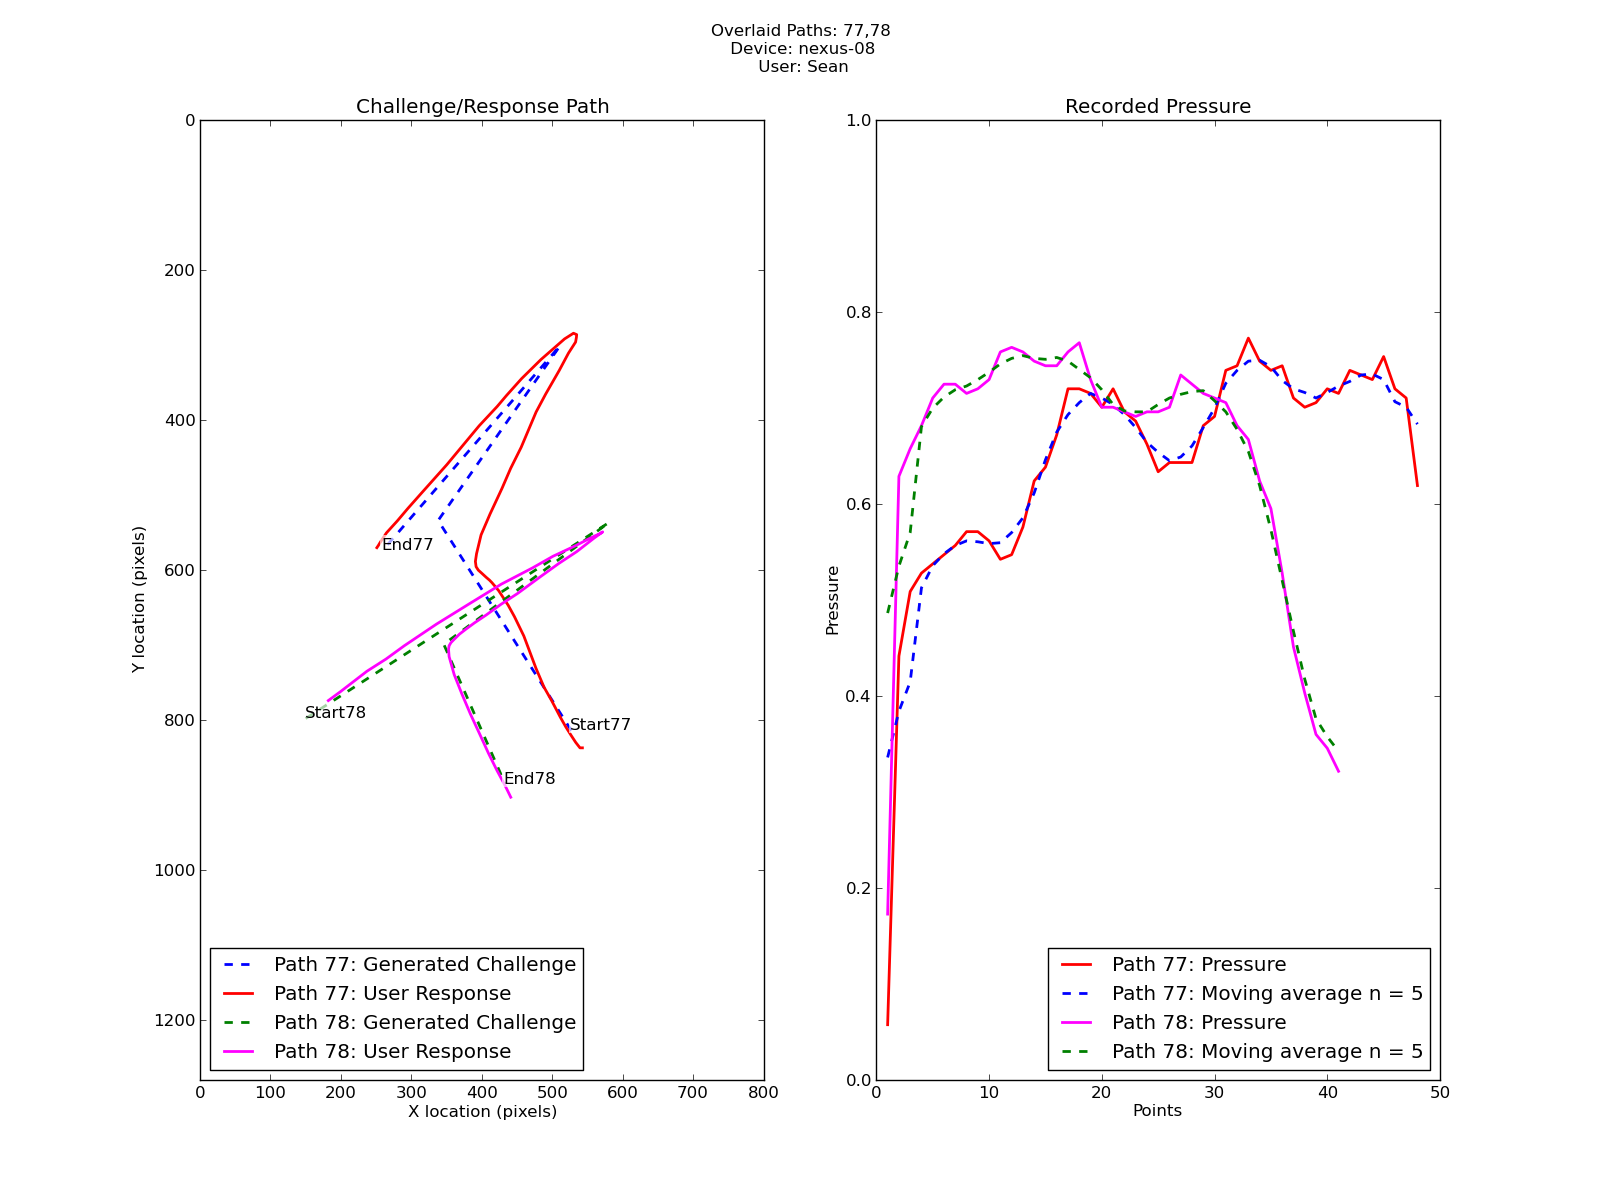 Overlaid Paths: 77,78
Device: nexus-08
User: Sean
Challenge/Response Path
0
200
400
600
800
1000
1200
Y location (pixels)
End77
Start78
Start77
End78
Path 77: Generated Challenge
Path 77: User Response
Path 78: Generated Challenge
Path 78: User Response
0 100 200 300 400 500 600 700 800
X location (pixels)
Recorded Pressure
1.0
0.8
0.6
0.4
0.2
0.0
Pressure
Path 77: Pressure
Path 77: Moving average n = 5
Path 78: Pressure
Path 78: Moving average n = 5
0 10 20 30 40 50
Points